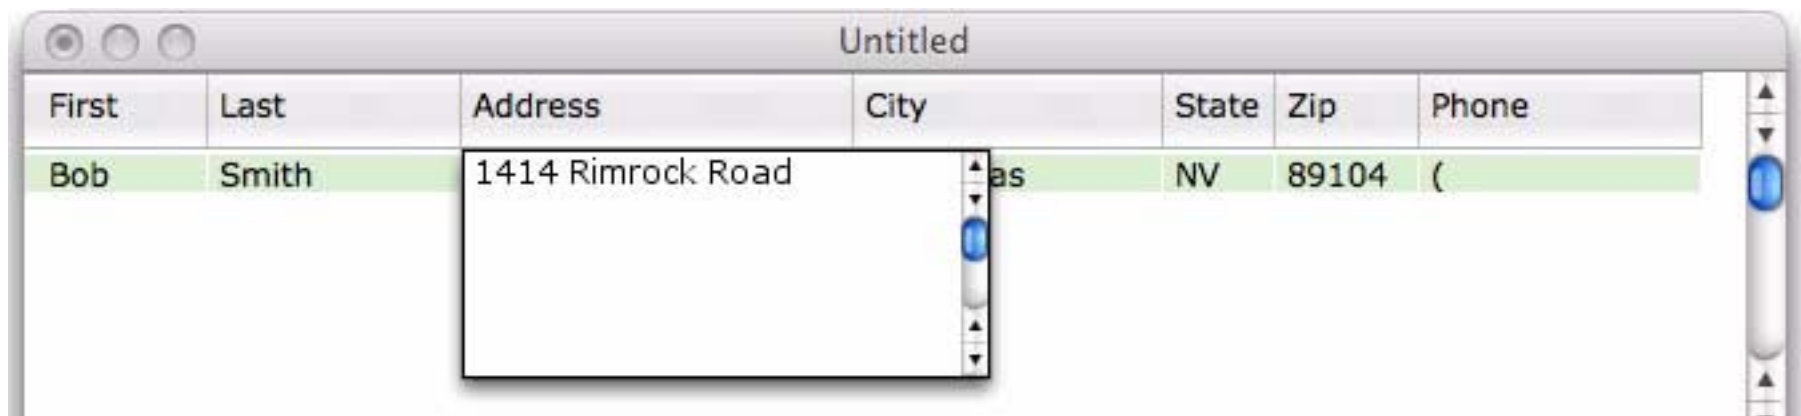 Untitled
First Last Address City State Zip Phone
Bob Smith 1414 Rimrock Road as NV 89104 (